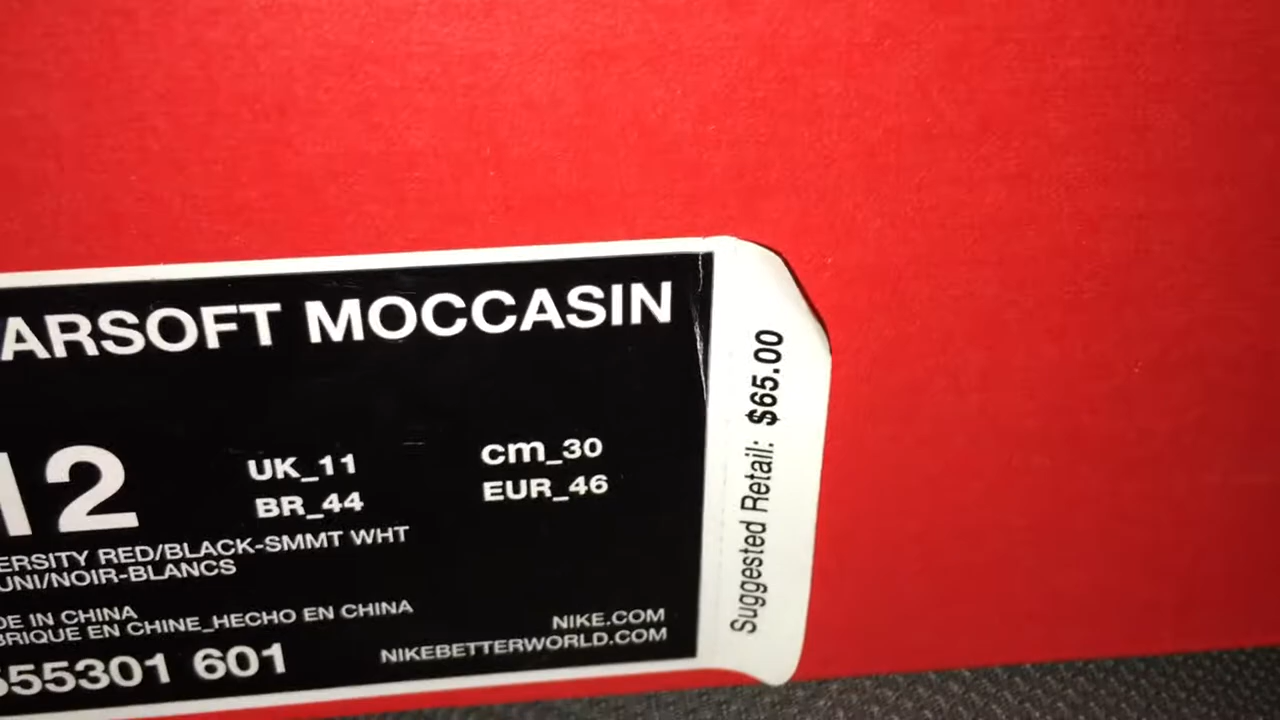 ARSOFT MOCCASIN
12
UK_11
cm_30
BR_44
EUR_46
ERSITY RED/BLACK-SMMT WHT
UNI/NOIR-BLANCS
DE IN CHINA
BRIQUE EN CHINE_HECHO EN CHINA
555301 601
NIKE.COM
NIKEBETTERWORLD.COM
Suggested Retail: $65.00